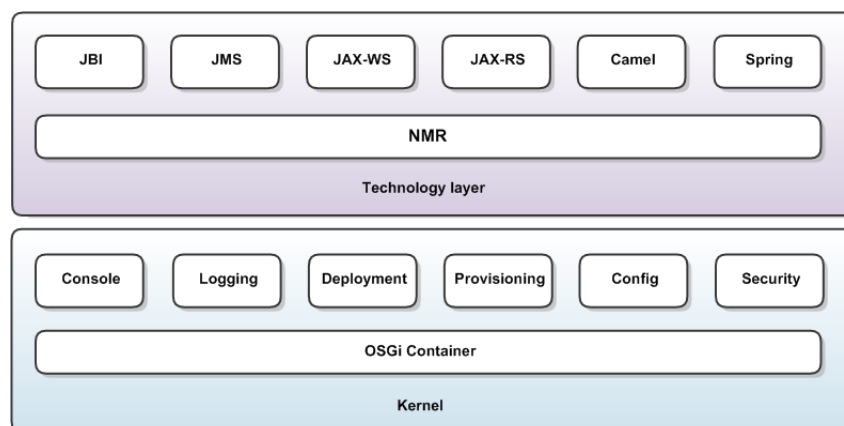 JBI JMS JAX-WS JAX-RS Camel Spring
NMR
Technology layer
Console Logging Deployment Provisioning Config Security
OSGi Container
Kernel